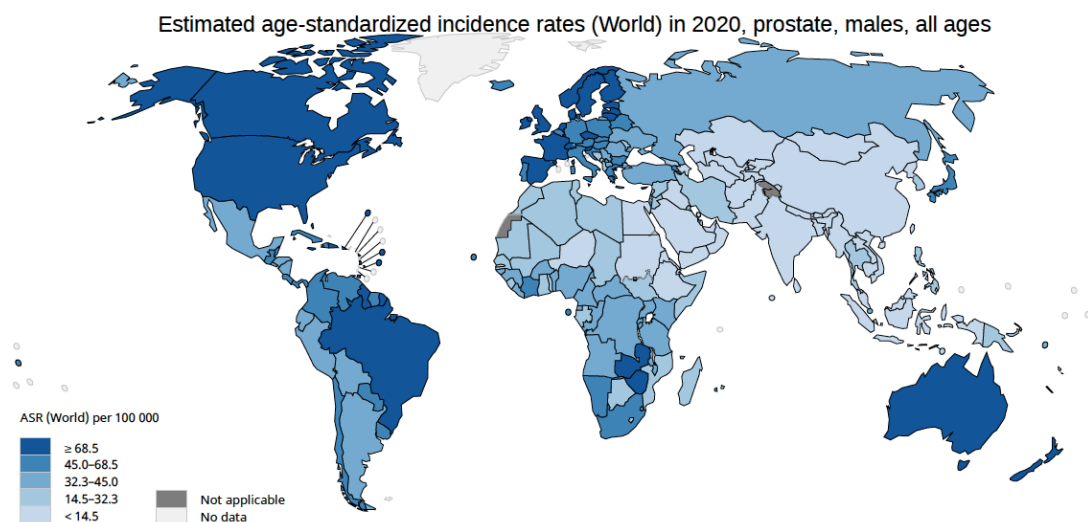 Estimated age-standardized incidence rates (World) in 2020, prostate, males, all ages
ASR (World) per 100 000
≥ 68.5
45.0–68.5
32.3–45.0
14.5–32.3
< 14.5
Not applicable
No data